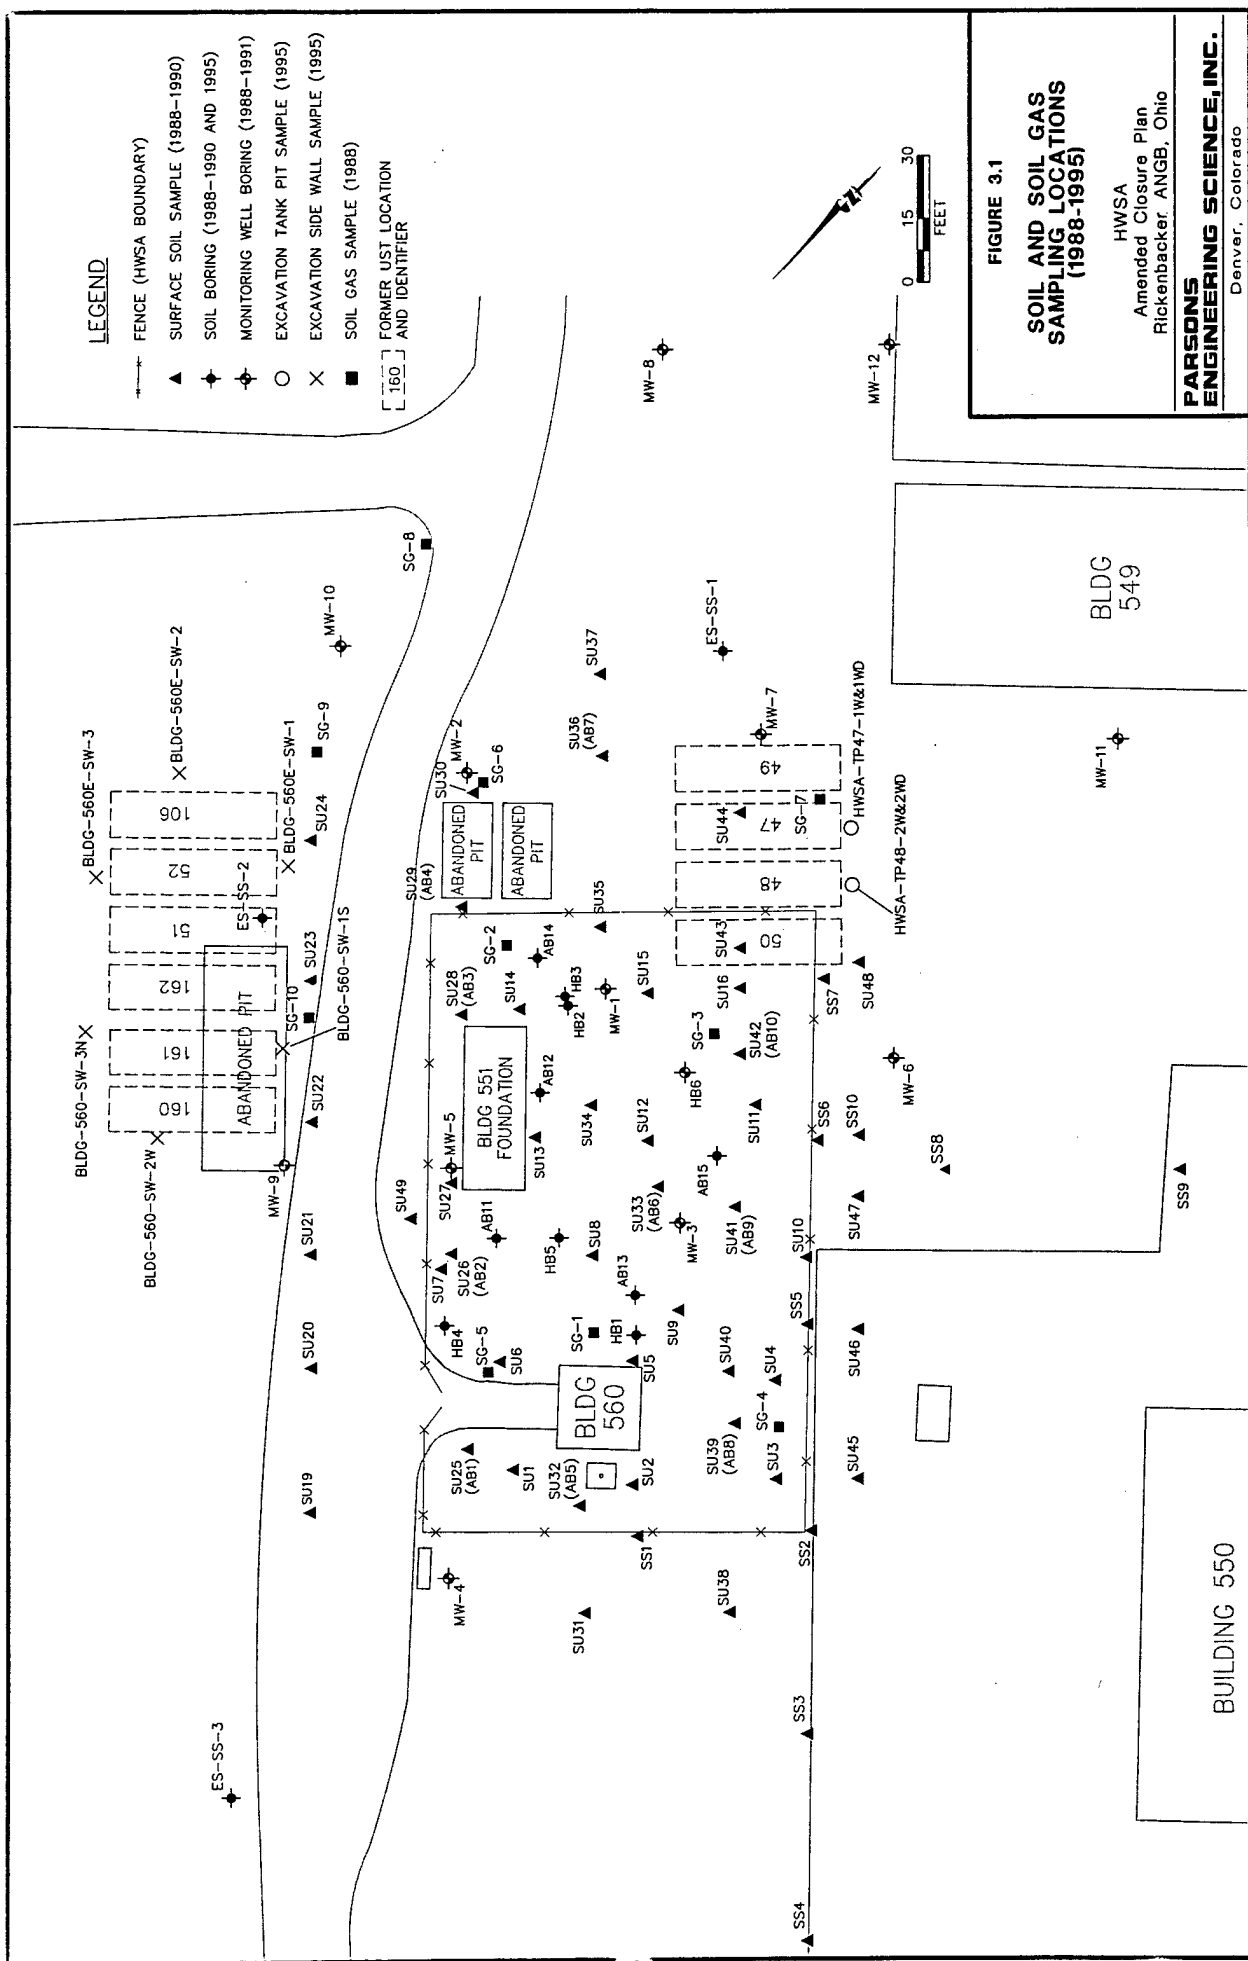 LEGEND
FENCE (HWSA BOUNDARY)
SURFACE SOIL SAMPLE (1988-1990)
SOIL BORING (1988-1990 AND 1995)
MONITORING WELL BORING (1988-1991)
EXCAVATION TANK PIT SAMPLE (1995)
EXCAVATION SIDE WALL SAMPLE (1995)
SOIL GAS SAMPLE (1988)
160
FORMER UST LOCATION
AND IDENTIFIER
BLDG-560-SW-3N
BLDG-560E-SW-3
BLDG-560-SW-2W
BLDG-560E-SW-2
160
161
162
51
52
106
ABANDONED PIT
ES-SS-2
BLDG-560E-SW-1
BLDG-560-SW-1S
ES-SS-3
MW-9
SG-10
SG-9
MW-10
SU19
SU20
SU21
SU22
SU23
SU24
SG-8
MW-4
SU49
SU7
HB4
SU26
(AB2)
SU27
MW-5
SU28
(AB3)
SU29
(AB4)
SU30
MW-2
SG-6
ABANDONED
PIT
ABANDONED
PIT
SU25
(AB1)
SU1
SG-5
SU6
AB11
BLDG 551
FOUNDATION
SU13
AB12
SU14
SG-2
AB14
SU32
(AB5)
BLDG
560
SG-1
HB5
SU8
SU34
HB2
HB3
MW-1
SU35
SU36
(AB7)
SU37
SU31
SS1
SU2
SU5
HB1
AB13
SU33
(AB6)
SU12
SU15
MW-8
SU9
MW-3
HB6
SU38
SU39
(AB8)
SU40
SU41
(AB9)
AB15
SG-3
SU42
(AB10)
SU16
SU43
SU44
ES-SS-1
SU3
SG-4
SU4
SU11
50
48
47
49
SG-7
MW-7
SS4
SS3
SS2
SS5
SU10
SS6
SS7
SU45
SU46
SU47
SS10
SU48
HWSA-TP48-2W&2WD
HWSA-TP47-1W&1WD
MW-6
MW-12
SS8
SS9
MW-11
BUILDING 550
BLDG
549
0 15 30
FEET
N
FIGURE 3.1
SOIL AND SOIL GAS
SAMPLING LOCATIONS
(1988-1995)
HWSA
Amended Closure Plan
Rickenbacker ANGB, Ohio
PARSONS
ENGINEERING SCIENCE, INC.
Denver, Colorado